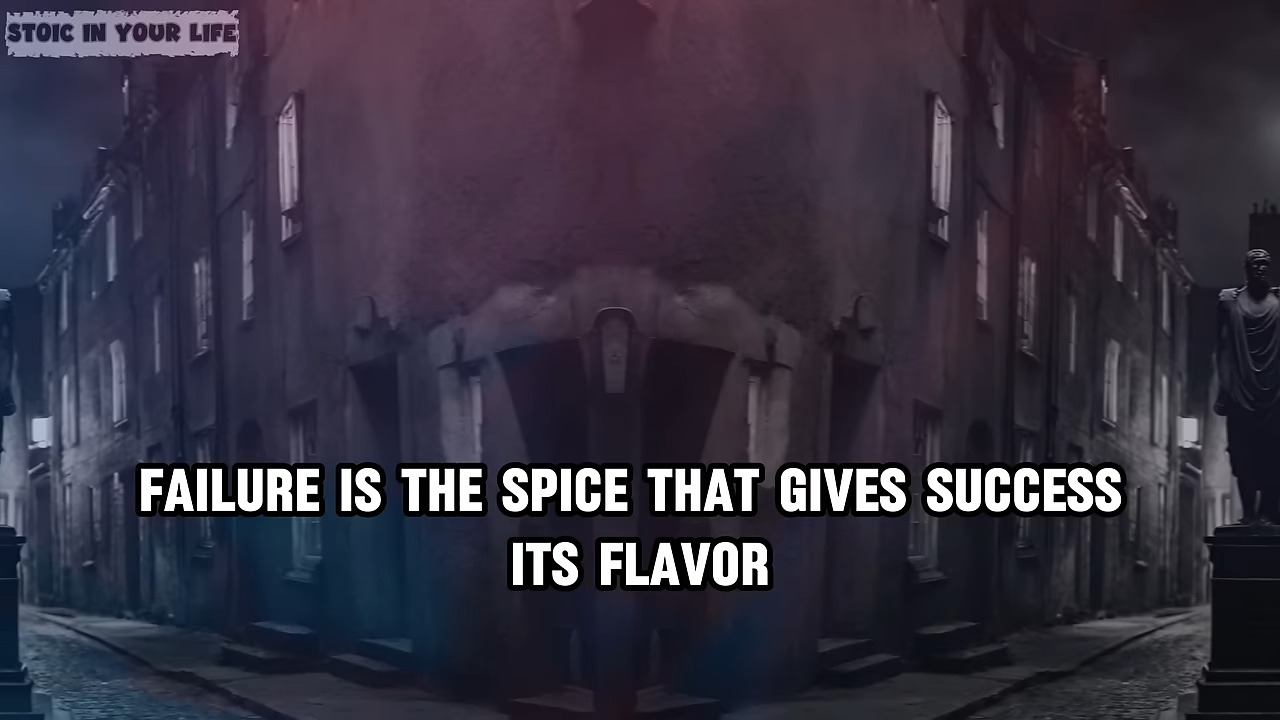 STOIC IN YOUR LIFE
FAILURE IS THE SPICE THAT GIVES SUCCESS
ITS FLAVOR